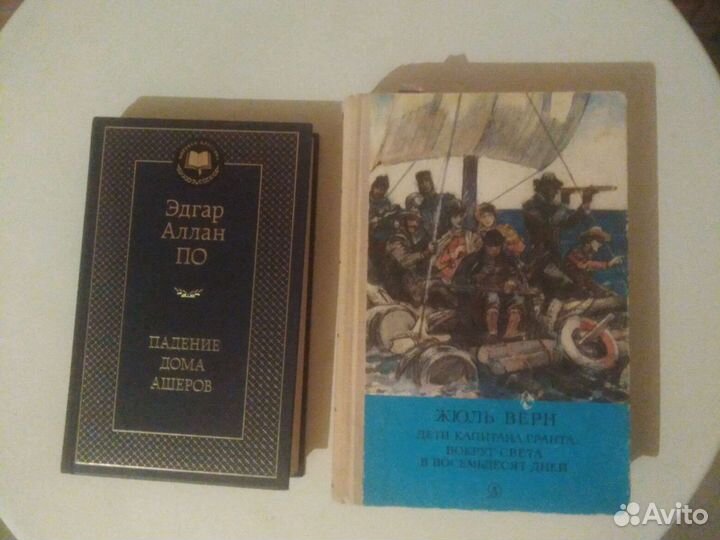 Эдгар
Аллан
ПО
ПАДЕНИЕ
ДОМА
АШЕРОВ
ЖЮЛЬ ВЕРН
ДЕТИ КАПИТАНА ГРАНТА
ВОКРУГ СВЕТА
В ВОСЕМЬДЕСЯТ ДНЕЙ
Avito